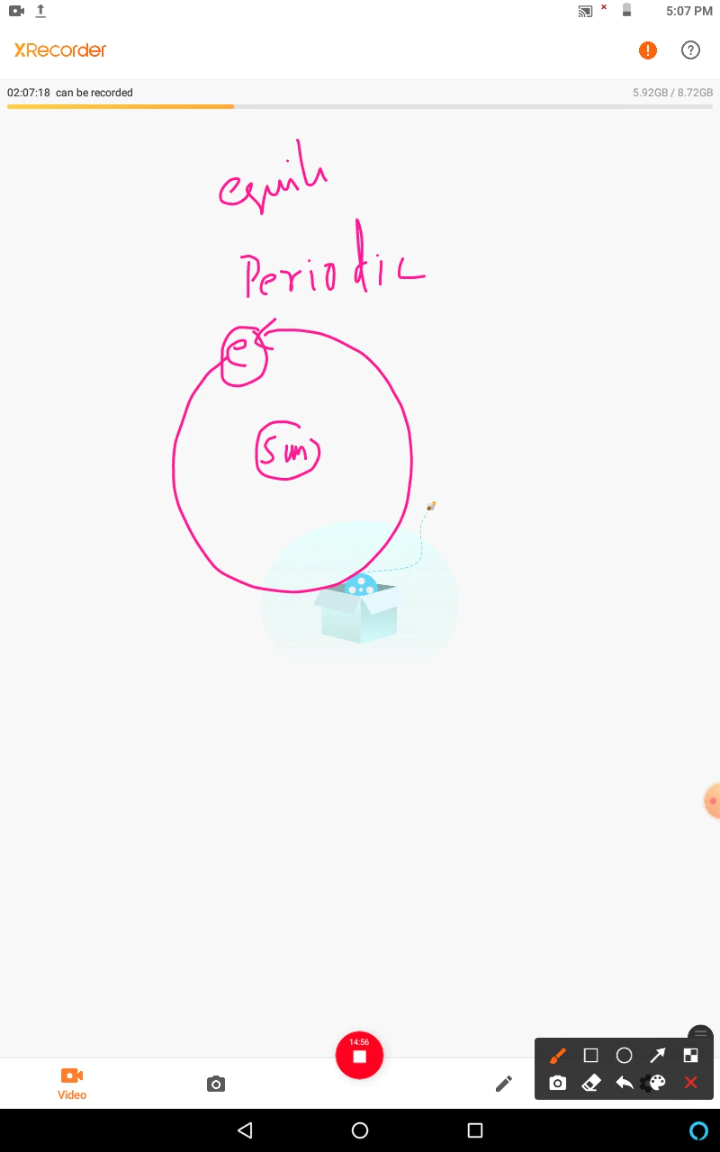 5:07 PM
XRecorder
02:07:18 can be recorded
5.92GB / 8.72GB
Periodic
e
Sun
14:56
Video